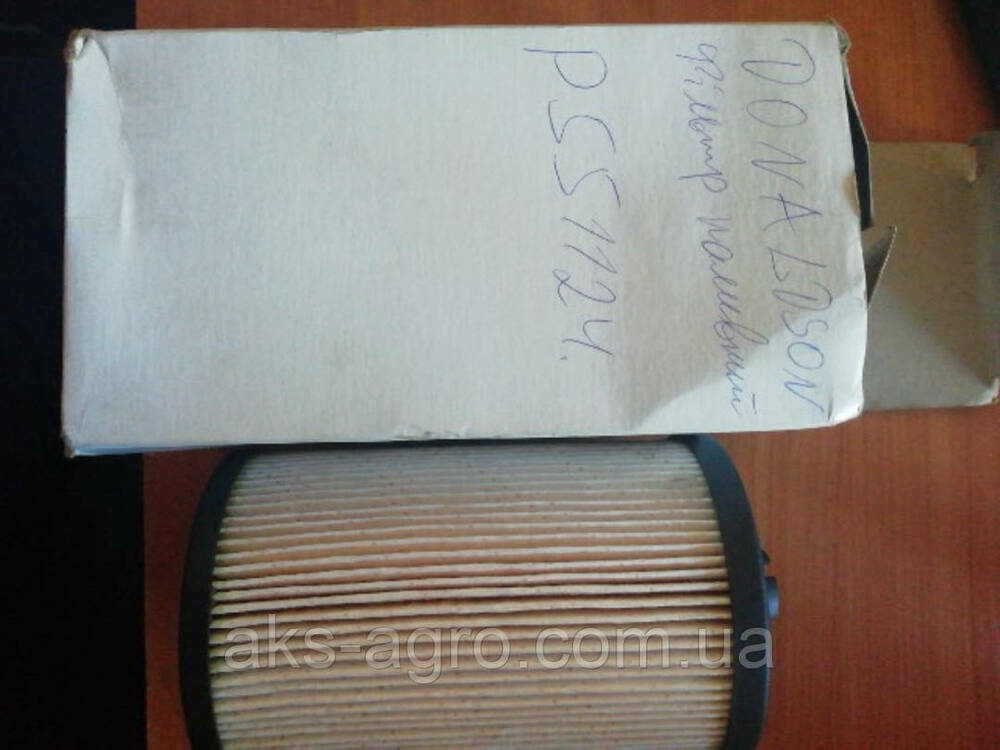 DONALDSON
фільтр паливний
P551124.
aks-agro.com.ua